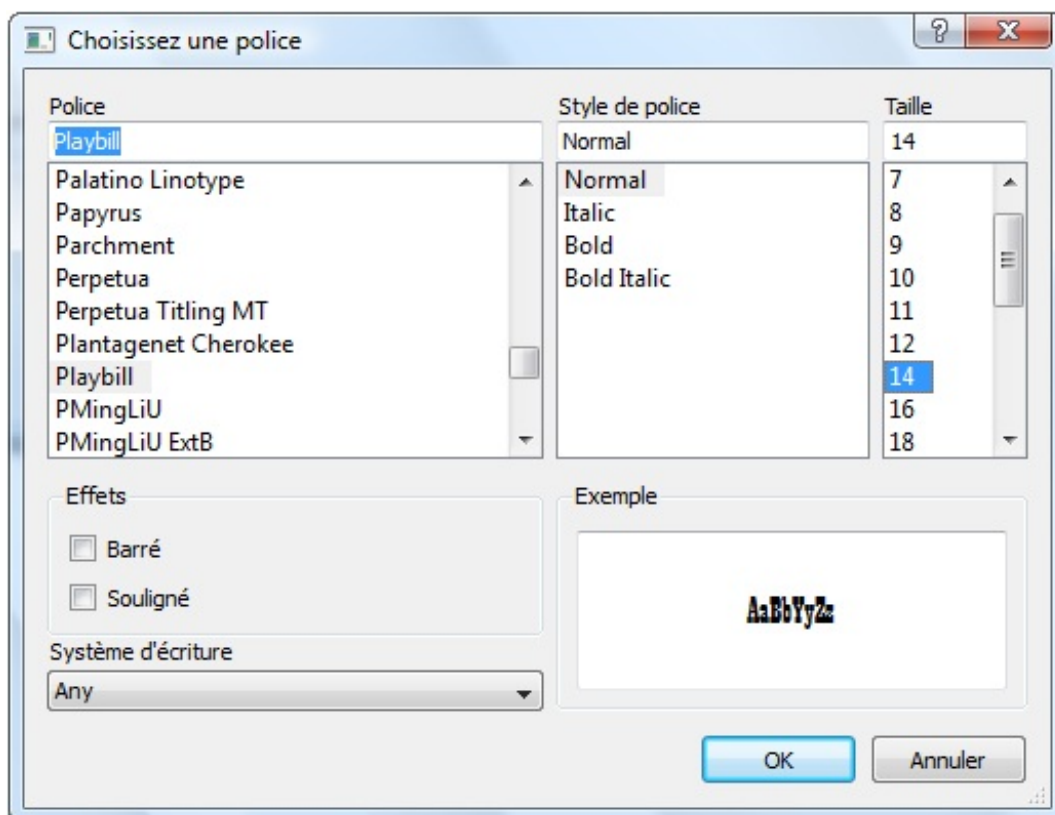 Choisissez une police
Police
Playbill
Palatino Linotype
Papyrus
Parchment
Perpetua
Perpetua Titling MT
Plantagenet Cherokee
Playbill
PMingLiU
PMingLiU ExtB
Style de police
Normal
Normal
Italic
Bold
Bold Italic
Taille
14
7
8
9
10
11
12
14
16
18
Effets
Barré
Souligné
Système d'écriture
Any
Exemple
AaBbYyZz
OK
Annuler